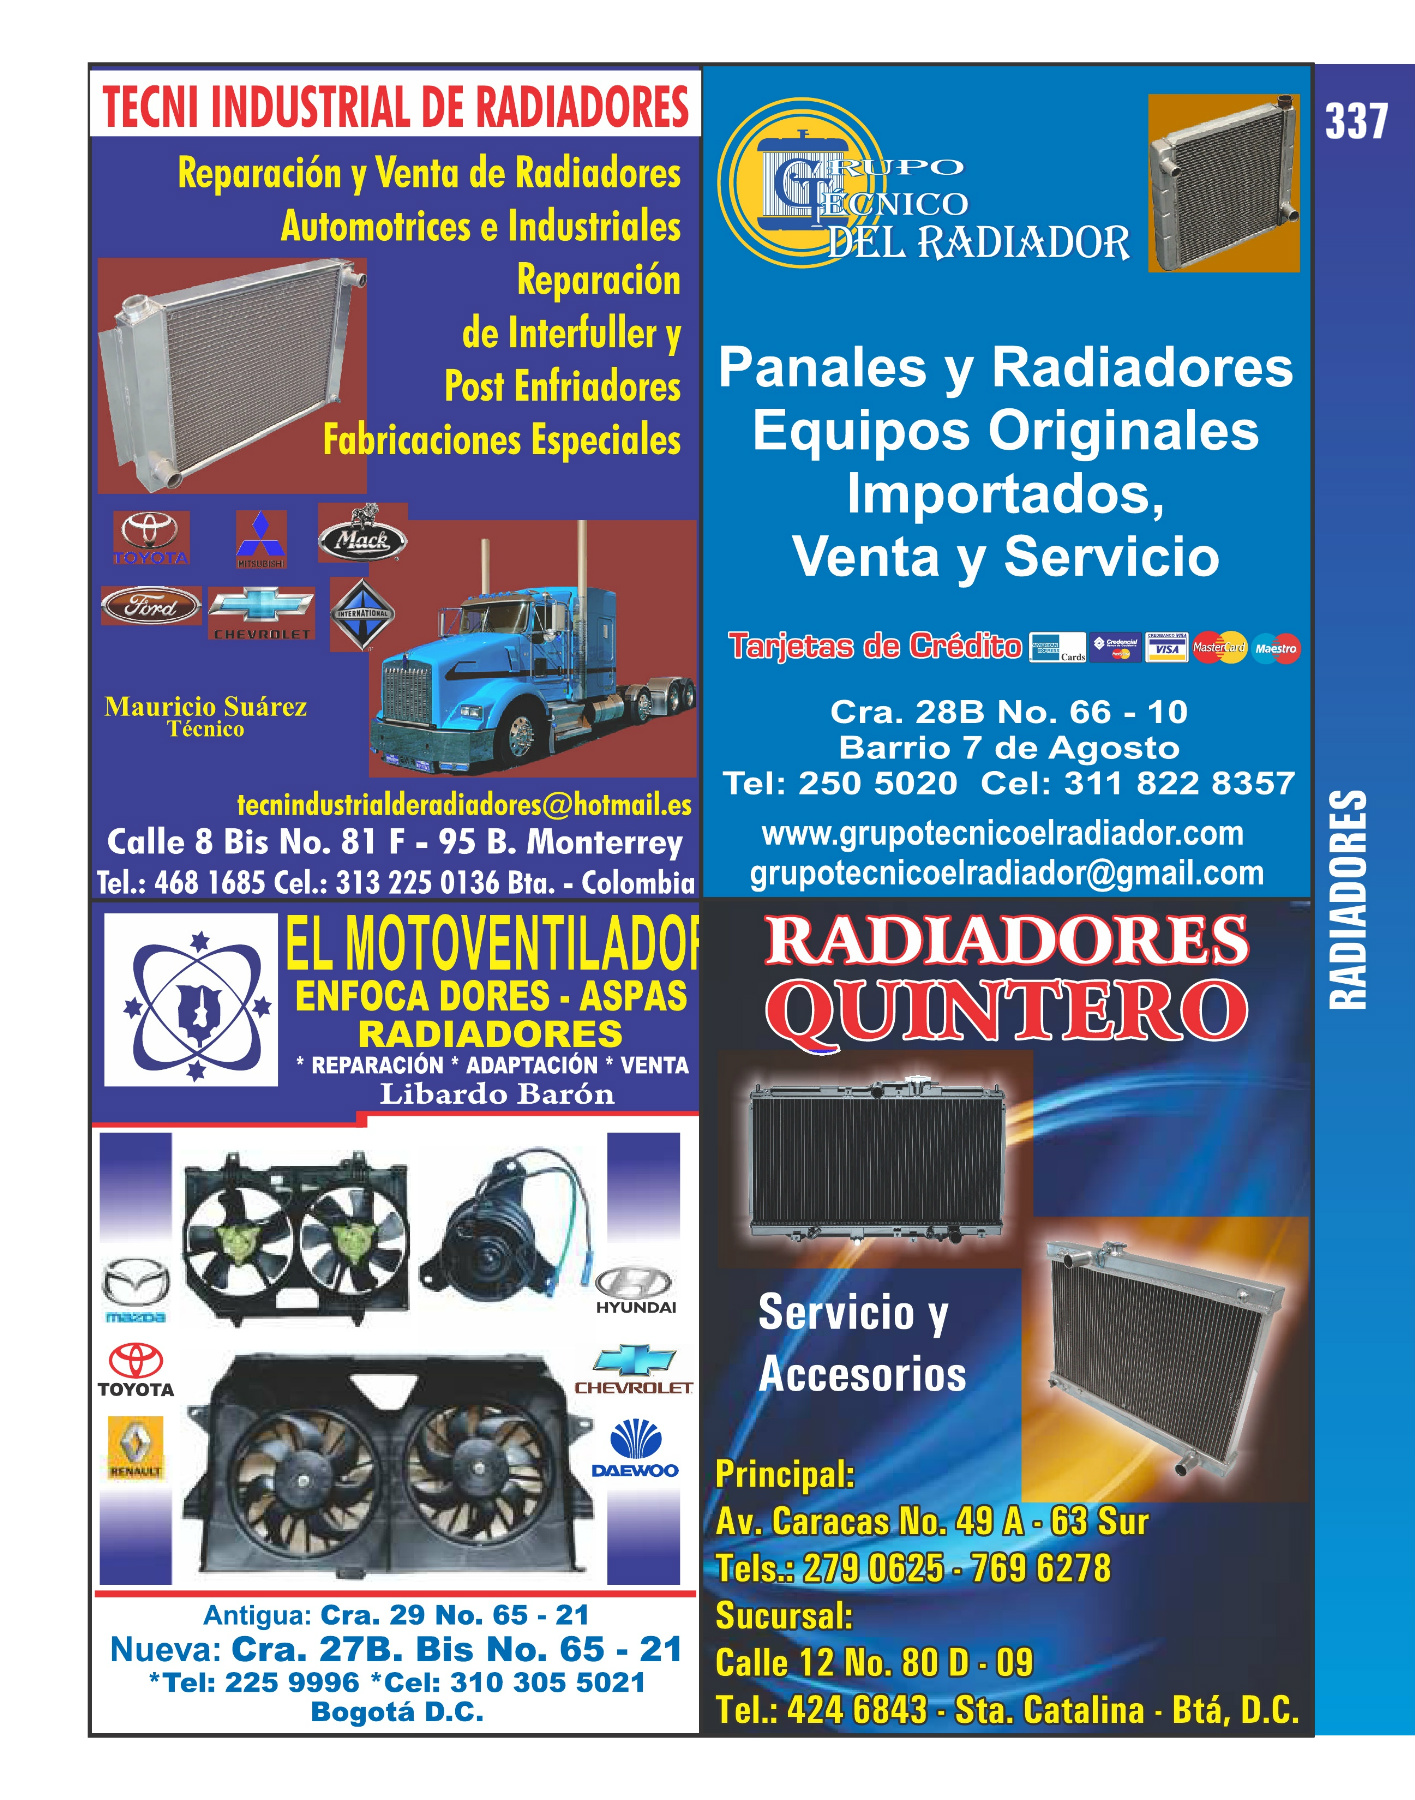 TECNI INDUSTRIAL DE RADIADORES
Reparación y Venta de Radiadores
Automotrices e Industriales
Reparación
de Interfuller y
Post Enfriadores
Fabricaciones Especiales
TOYOTA
MITSUBISHI
Mack
Ford
CHEVROLET
INTERNATIONAL
Mauricio Suárez
Técnico
tecnindustrialderadiadores@hotmail.es
Calle 8 Bis No. 81 F - 95 B. Monterrey
Tel.: 468 1685 Cel.: 313 225 0136 Bta. - Colombia
GRUPO
TÉCNICO
DEL RADIADOR
Panales y Radiadores
Equipos Originales
Importados,
Venta y Servicio
Tarjetas de Crédito
Cards
Credencial
VISA
MasterCard
Maestro
Cra. 28B No. 66 - 10
Barrio 7 de Agosto
Tel: 250 5020 Cel: 311 822 8357
www.grupotecnicoelradiador.com
grupotecnicoelradiador@gmail.com
EL MOTOVENTILADOR
ENFOCA DORES - ASPAS
RADIADORES
* REPARACIÓN * ADAPTACIÓN * VENTA
Libardo Barón
mazda
HYUNDAI
TOYOTA
CHEVROLET
RENAULT
DAEWOO
Antigua: Cra. 29 No. 65 - 21
Nueva: Cra. 27B. Bis No. 65 - 21
*Tel: 225 9996 *Cel: 310 305 5021
Bogotá D.C.
RADIADORES
QUINTERO
Servicio y
Accesorios
Principal:
Av. Caracas No. 49 A - 63 Sur
Tels.: 279 0625 - 769 6278
Sucursal:
Calle 12 No. 80 D - 09
Tel.: 424 6843 - Sta. Catalina - Btá, D.C.
337
RADIADORES